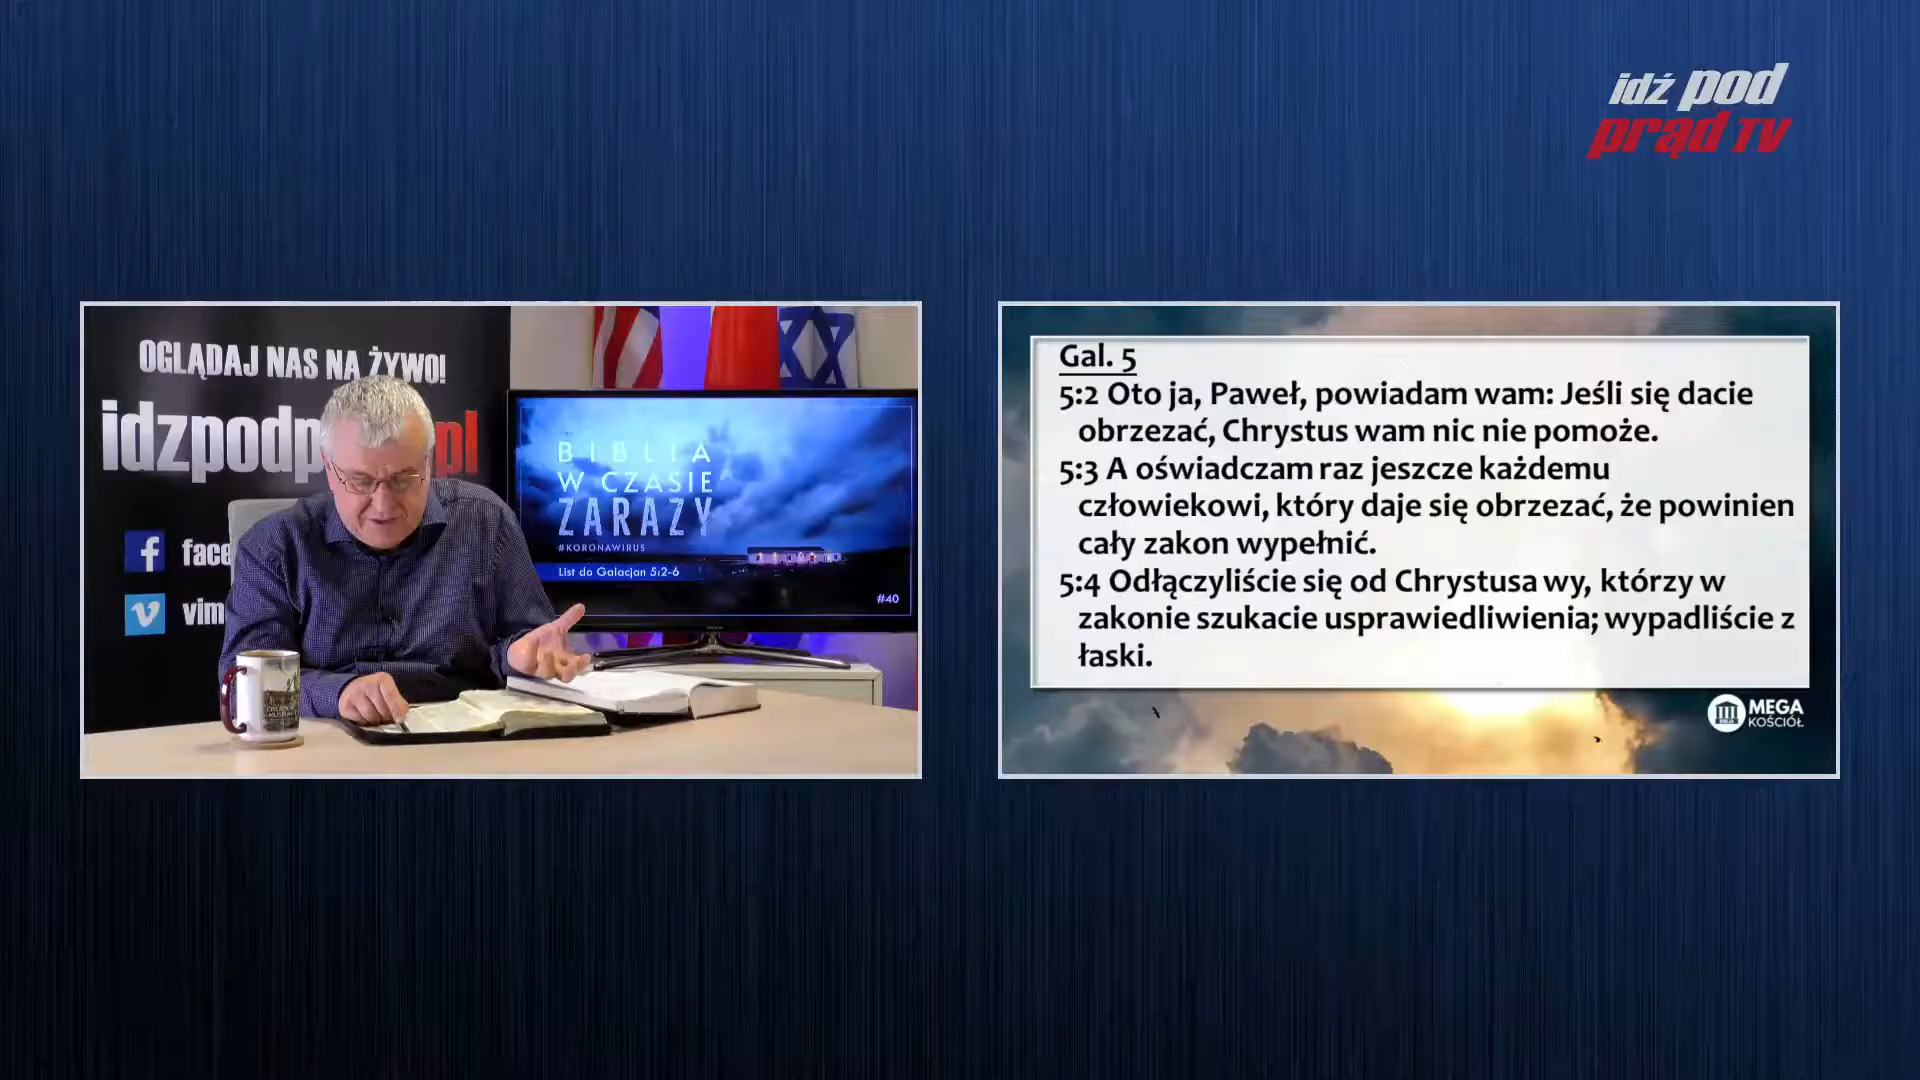 idź pod
prąd TV
OGLĄDAJ NAS NA ŻYWO!
idzpodp pl
face
vim
BIBLIA
W CZASIE
ZARAZY
#KORONAWIRUS
List do Galacjan 5:2-6
#40
Gal. 5
5:2 Oto ja, Paweł, powiadam wam: Jeśli się dacie
obrzezać, Chrystus wam nic nie pomoże.
5:3 A oświadczam raz jeszcze każdemu
człowiekowi, który daje się obrzezać, że powinien
cały zakon wypełnić.
5:4 Odłączyliście się od Chrystusa wy, którzy w
zakonie szukacie usprawiedliwienia; wypadliście z
łaski.
MEGA
KOŚCIÓŁ